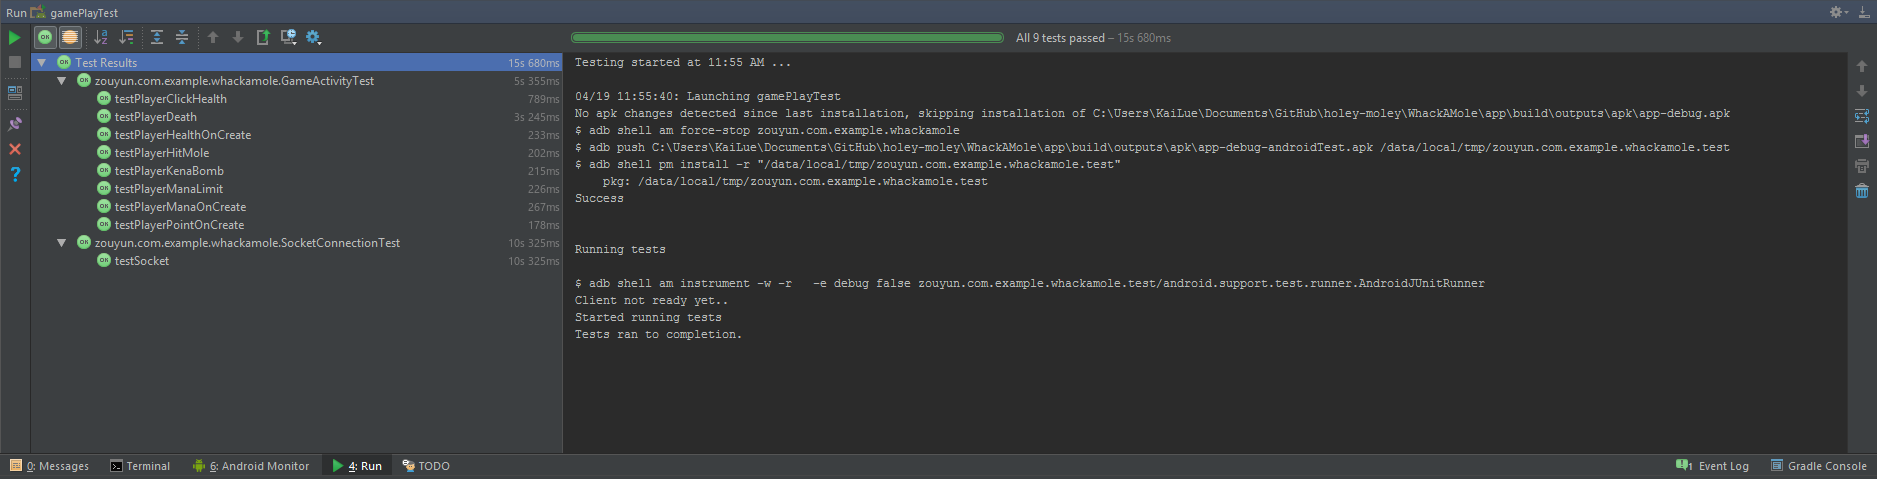 Run gamePlayTest
All 9 tests passed – 15s 680ms
Test Results 15s 680ms
zouyun.com.example.whackamole.GameActivityTest 5s 355ms
testPlayerClickHealth 789ms
testPlayerDeath 3s 245ms
testPlayerHealthOnCreate 233ms
testPlayerHitMole 202ms
testPlayerKenaBomb 215ms
testPlayerManaLimit 226ms
testPlayerManaOnCreate 267ms
testPlayerPointOnCreate 178ms
zouyun.com.example.whackamole.SocketConnectionTest 10s 325ms
testSocket 10s 325ms
Testing started at 11:55 AM ...
04/19 11:55:40: Launching gamePlayTest
No apk changes detected since last installation, skipping installation of C:\Users\KaiLue\Documents\GitHub\holey-moley\WhackAMole\app\build\outputs\apk\app-debug.apk
$ adb shell am force-stop zouyun.com.example.whackamole
$ adb push C:\Users\KaiLue\Documents\GitHub\holey-moley\WhackAMole\app\build\outputs\apk\app-debug-androidTest.apk /data/local/tmp/zouyun.com.example.whackamole.test
$ adb shell pm install -r "/data/local/tmp/zouyun.com.example.whackamole.test"
pkg: /data/local/tmp/zouyun.com.example.whackamole.test
Success
Running tests
$ adb shell am instrument -w -r   -e debug false zouyun.com.example.whackamole.test/android.support.test.runner.AndroidJUnitRunner
Client not ready yet..
Started running tests
Tests ran to completion.
0: Messages Terminal 6: Android Monitor 4: Run TODO 1 Event Log Gradle Console